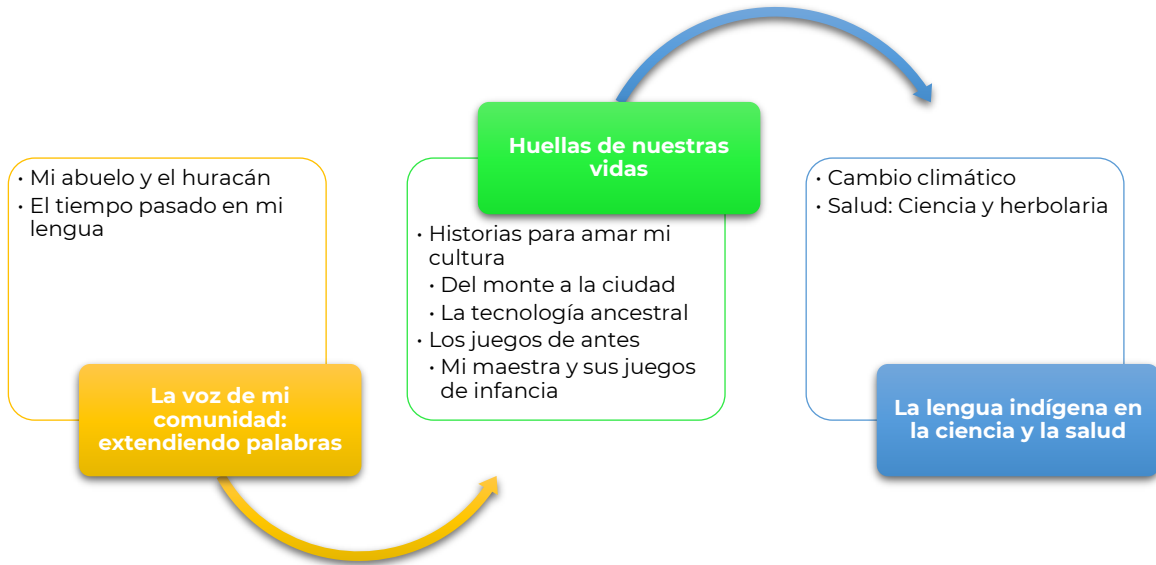 • Mi abuelo y el huracán
• El tiempo pasado en mi
lengua
La voz de mi
comunidad:
extendiendo palabras
Huellas de nuestras
vidas
• Historias para amar mi
cultura
• Del monte a la ciudad
• La tecnología ancestral
• Los juegos de antes
• Mi maestra y sus juegos
de infancia
• Cambio climático
• Salud: Ciencia y herbolaria
La lengua indígena en
la ciencia y la salud